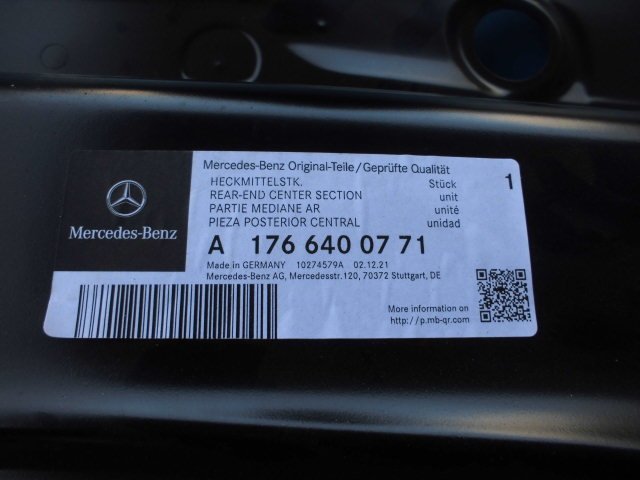 Mercedes-Benz Original-Teile/Geprüfte Qualität
HECKMITTELSTK. Stück 1
REAR-END CENTER SECTION unit
PARTIE MEDIANE AR unité
PIEZA POSTERIOR CENTRAL unidad
Mercedes-Benz
A 176 640 07 71
Made in GERMANY 10274579A 02.12.21
Mercedes-Benz AG, Mercedesstr.120, 70372 Stuttgart, DE
More information on
http://p.mb-qr.com